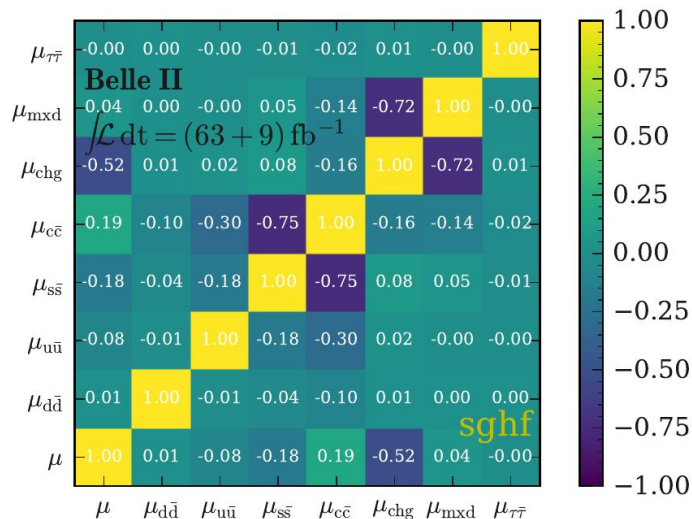 μ_ττ̄ -0.00 0.00 -0.00 -0.01 -0.02 0.01 -0.00 1.00
Belle II
μ_mxd 0.04 0.00 -0.00 0.05 -0.14 -0.72 1.00 -0.00
∫ℒ dt = (63 + 9) fb⁻¹
μ_chg -0.52 0.01 0.02 0.08 -0.16 1.00 -0.72 0.01
μ_cc̄ 0.19 -0.10 -0.30 -0.75 1.00 -0.16 -0.14 -0.02
μ_ss̄ -0.18 -0.04 -0.18 1.00 -0.75 0.08 0.05 -0.01
μ_uū -0.08 -0.01 1.00 -0.18 -0.30 0.02 -0.00 -0.00
μ_dd̄ 0.01 1.00 -0.01 -0.04 -0.10 0.01 0.00 0.00
sghf
μ 1.00 0.01 -0.08 -0.18 0.19 -0.52 0.04 -0.00
μ μ_dd̄ μ_uū μ_ss̄ μ_cc̄ μ_chg μ_mxd μ_ττ̄
1.00
0.75
0.50
0.25
0.00
−0.25
−0.50
−0.75
−1.00